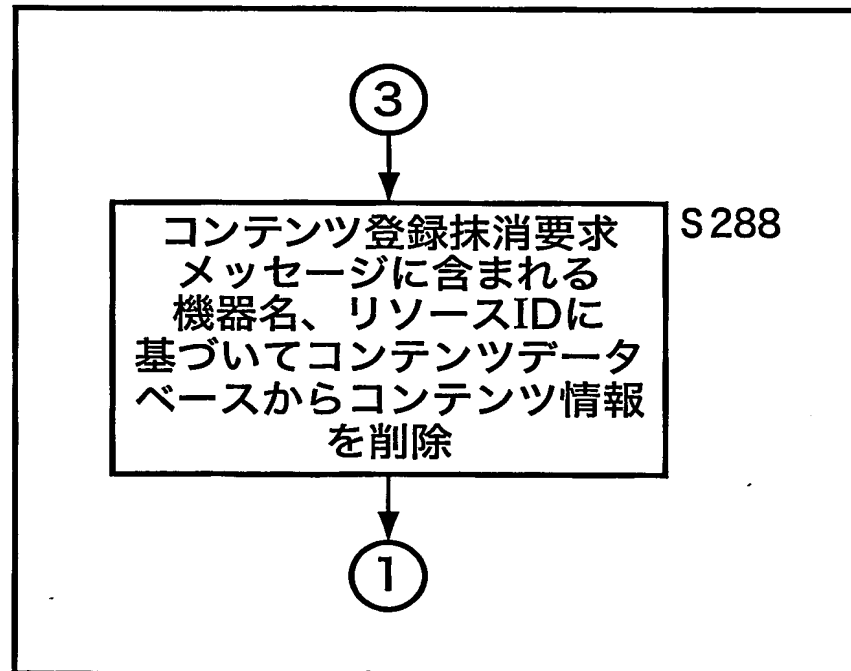 3
コンテンツ登録抹消要求
メッセージに含まれる
機器名、リソースIDに
基づいてコンテンツデータ
ベースからコンテンツ情報
を削除
S288
1